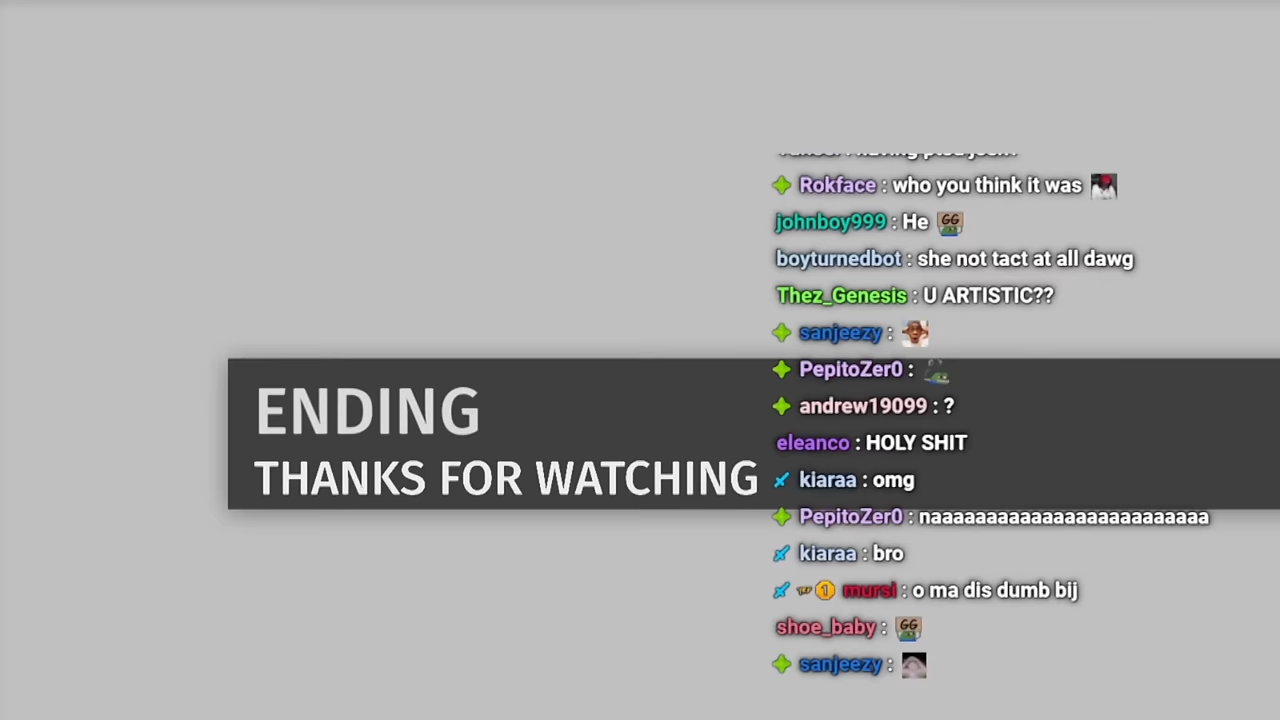 Rokface : who you think it was
johnboy999 : He
boyturnedbot : she not tact at all dawg
Thez_Genesis : U ARTISTIC??
sanjeezy :
PepitoZer0 :
andrew19099 : ?
ENDING
eleanco : HOLY SHIT
THANKS FOR WATCHING
kiaraa : omg
PepitoZer0 : naaaaaaaaaaaaaaaaaaaaaaaaa
kiaraa : bro
1 mursi : o ma dis dumb bij
shoe_baby :
sanjeezy :